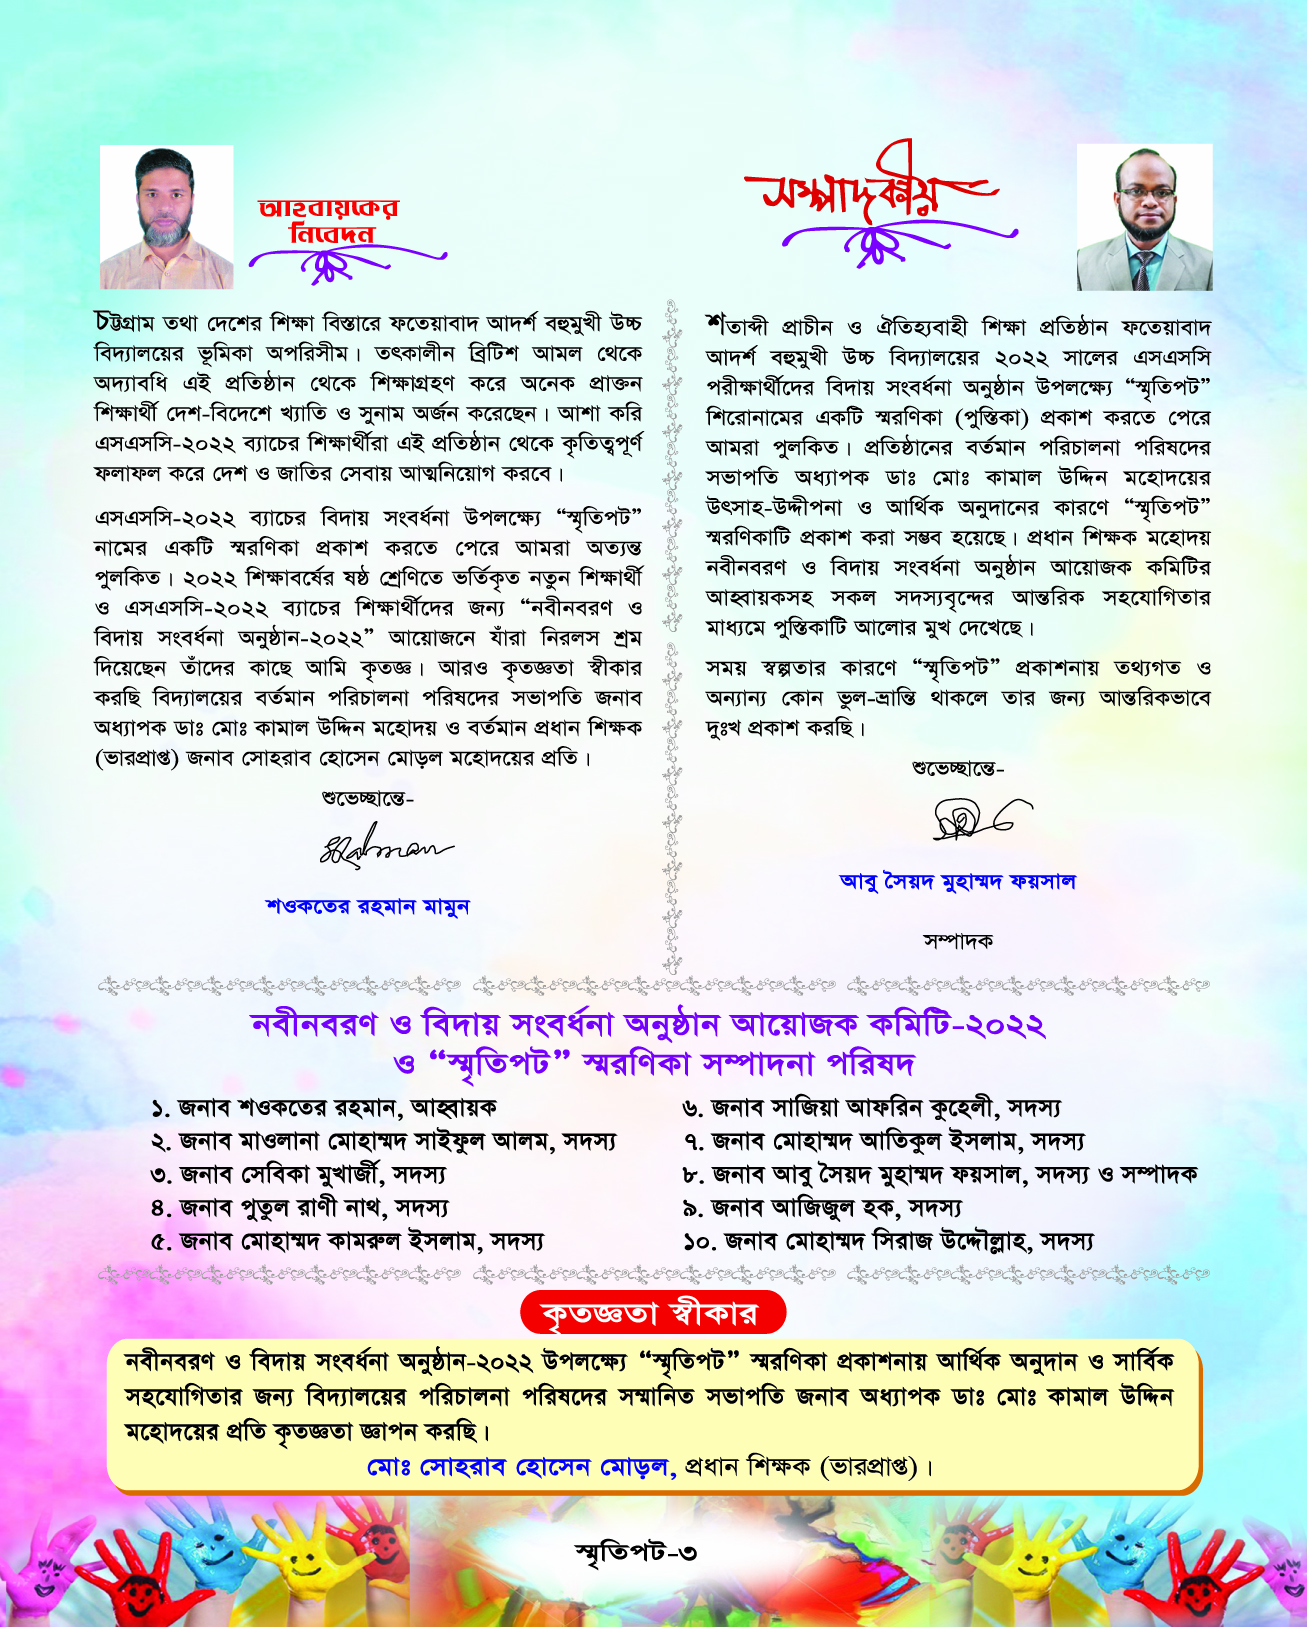 আহবায়কের
নিবেদন
চট্টগ্রাম তথা দেশের শিক্ষা বিস্তারে ফতেয়াবাদ আদর্শ বহুমুখী উচ্চ
বিদ্যালয়ের ভূমিকা অপরিসীম। তৎকালীন ব্রিটিশ আমল থেকে
অদ্যাবধি এই প্রতিষ্ঠান থেকে শিক্ষাগ্রহণ করে অনেক প্রাক্তন
শিক্ষার্থী দেশ-বিদেশে খ্যাতি ও সুনাম অর্জন করেছেন। আশা করি
এসএসসি-২০২২ ব্যাচের শিক্ষার্থীরা এই প্রতিষ্ঠান থেকে কৃতিত্বপূর্ণ
ফলাফল করে দেশ ও জাতির সেবায় আত্মনিয়োগ করবে।
এসএসসি-২০২২ ব্যাচের বিদায় সংবর্ধনা উপলক্ষ্যে “স্মৃতিপট”
নামের একটি স্মরণিকা প্রকাশ করতে পেরে আমরা অত্যন্ত
পুলকিত। ২০২২ শিক্ষাবর্ষের ষষ্ঠ শ্রেণিতে ভর্তিকৃত নতুন শিক্ষার্থী
ও এসএসসি-২০২২ ব্যাচের শিক্ষার্থীদের জন্য “নবীনবরণ ও
বিদায় সংবর্ধনা অনুষ্ঠান-২০২২” আয়োজনে যাঁরা নিরলস শ্রম
দিয়েছেন তাঁদের কাছে আমি কৃতজ্ঞ। আরও কৃতজ্ঞতা স্বীকার
করছি বিদ্যালয়ের বর্তমান পরিচালনা পরিষদের সভাপতি জনাব
অধ্যাপক ডাঃ মোঃ কামাল উদ্দিন মহোদয় ও বর্তমান প্রধান শিক্ষক
(ভারপ্রাপ্ত) জনাব সোহরাব হোসেন মোড়ল মহোদয়ের প্রতি।
শুভেচ্ছান্তে-
শওকতের রহমান মামুন
সম্পাদকীয়
শতাব্দী প্রাচীন ও ঐতিহ্যবাহী শিক্ষা প্রতিষ্ঠান ফতেয়াবাদ
আদর্শ বহুমুখী উচ্চ বিদ্যালয়ের ২০২২ সালের এসএসসি
পরীক্ষার্থীদের বিদায় সংবর্ধনা অনুষ্ঠান উপলক্ষ্যে “স্মৃতিপট”
শিরোনামের একটি স্মরণিকা (পুস্তিকা) প্রকাশ করতে পেরে
আমরা পুলকিত। প্রতিষ্ঠানের বর্তমান পরিচালনা পরিষদের
সভাপতি অধ্যাপক ডাঃ মোঃ কামাল উদ্দিন মহোদয়ের
উৎসাহ-উদ্দীপনা ও আর্থিক অনুদানের কারণে “স্মৃতিপট”
স্মরণিকাটি প্রকাশ করা সম্ভব হয়েছে। প্রধান শিক্ষক মহোদয়
নবীনবরণ ও বিদায় সংবর্ধনা অনুষ্ঠান আয়োজক কমিটির
আহ্বায়কসহ সকল সদস্যবৃন্দের আন্তরিক সহযোগিতার
মাধ্যমে পুস্তিকাটি আলোর মুখ দেখেছে।
সময় স্বল্পতার কারণে “স্মৃতিপট” প্রকাশনায় তথ্যগত ও
অন্যান্য কোন ভুল-ভ্রান্তি থাকলে তার জন্য আন্তরিকভাবে
দুঃখ প্রকাশ করছি।
শুভেচ্ছান্তে-
আবু সৈয়দ মুহাম্মদ ফয়সাল
সম্পাদক
নবীনবরণ ও বিদায় সংবর্ধনা অনুষ্ঠান আয়োজক কমিটি-২০২২
ও “স্মৃতিপট” স্মরণিকা সম্পাদনা পরিষদ
১. জনাব শওকতের রহমান, আহ্বায়ক
২. জনাব মাওলানা মোহাম্মদ সাইফুল আলম, সদস্য
৩. জনাব সেবিকা মুখার্জী, সদস্য
৪. জনাব পুতুল রাণী নাথ, সদস্য
৫. জনাব মোহাম্মদ কামরুল ইসলাম, সদস্য
৬. জনাব সাজিয়া আফরিন কুহেলী, সদস্য
৭. জনাব মোহাম্মদ আতিকুল ইসলাম, সদস্য
৮. জনাব আবু সৈয়দ মুহাম্মদ ফয়সাল, সদস্য ও সম্পাদক
৯. জনাব আজিজুল হক, সদস্য
১০. জনাব মোহাম্মদ সিরাজ উদ্দৌল্লাহ, সদস্য
কৃতজ্ঞতা স্বীকার
নবীনবরণ ও বিদায় সংবর্ধনা অনুষ্ঠান-২০২২ উপলক্ষ্যে “স্মৃতিপট” স্মরণিকা প্রকাশনায় আর্থিক অনুদান ও সার্বিক
সহযোগিতার জন্য বিদ্যালয়ের পরিচালনা পরিষদের সম্মানিত সভাপতি জনাব অধ্যাপক ডাঃ মোঃ কামাল উদ্দিন
মহোদয়ের প্রতি কৃতজ্ঞতা জ্ঞাপন করছি।
মোঃ সোহরাব হোসেন মোড়ল, প্রধান শিক্ষক (ভারপ্রাপ্ত)।
স্মৃতিপট-৩